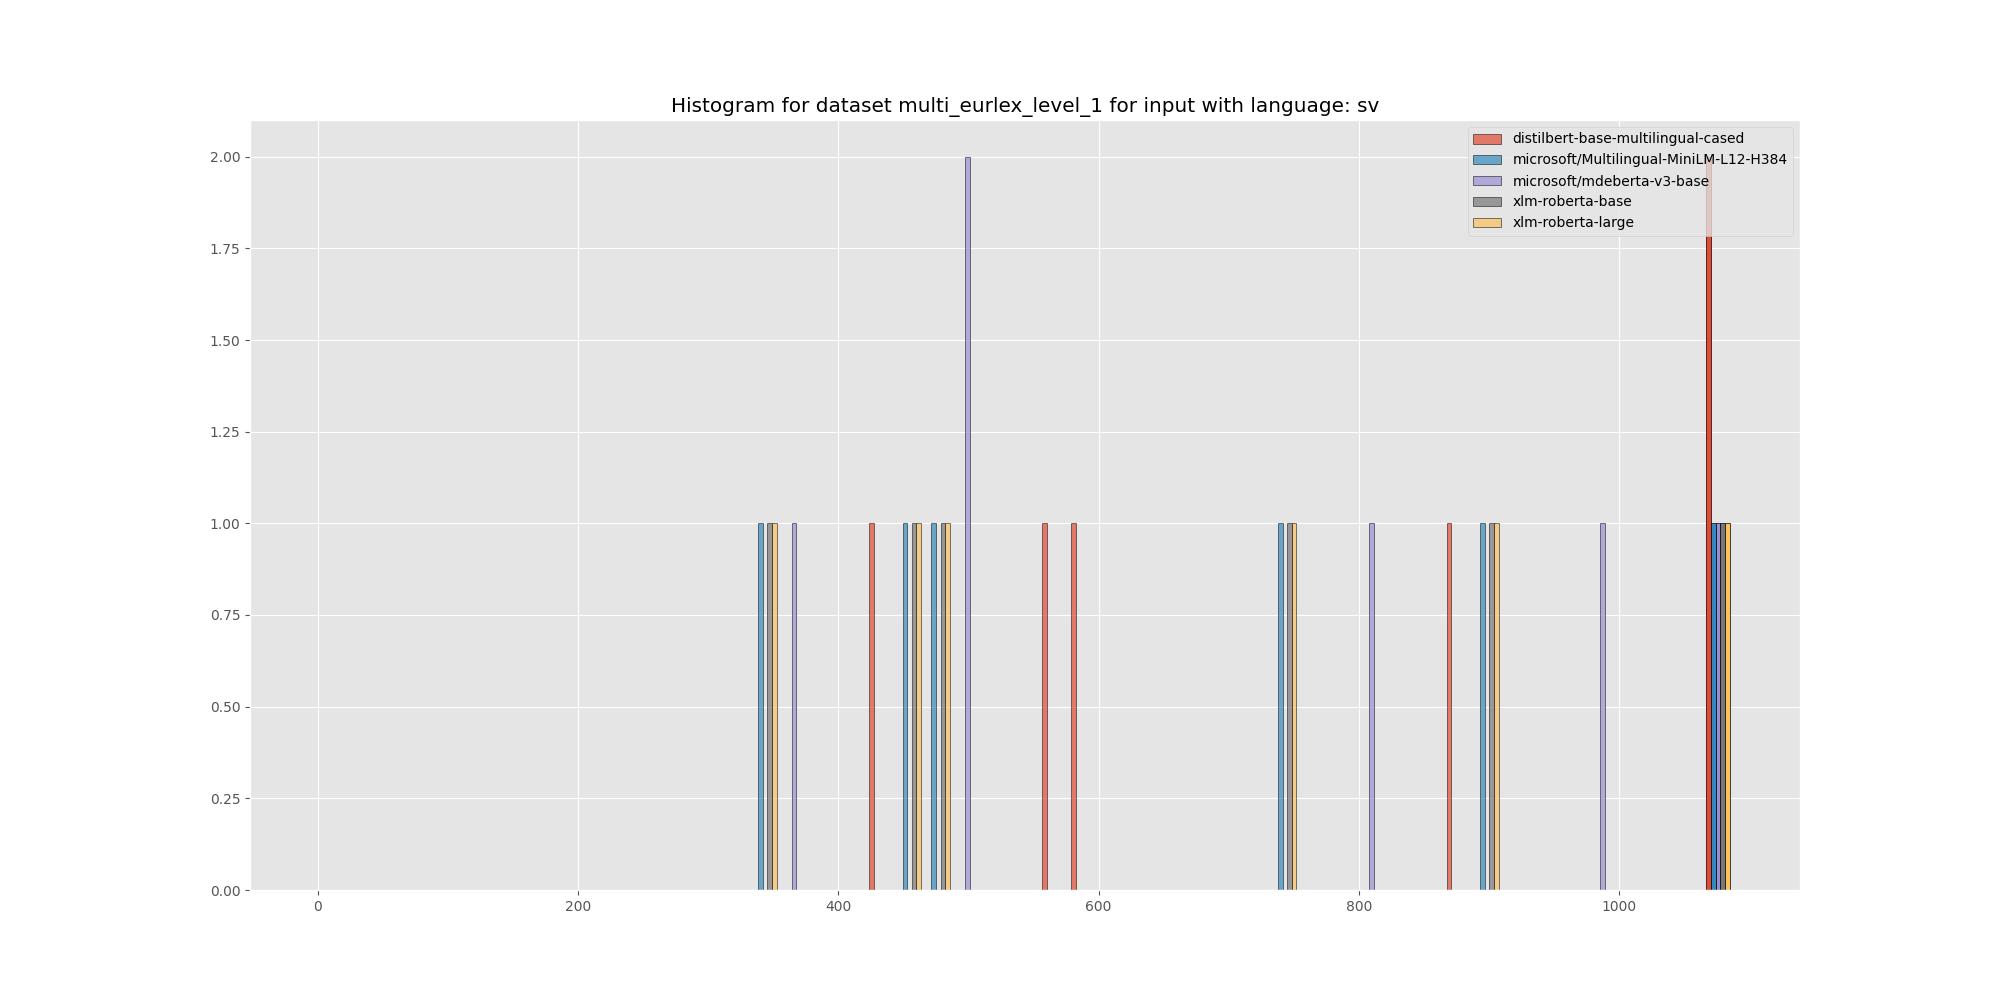 Histogram for dataset multi_eurlex_level_1 for input with language: sv
distilbert-base-multilingual-cased
microsoft/Multilingual-MiniLM-L12-H384
microsoft/mdeberta-v3-base
xlm-roberta-base
xlm-roberta-large
2.00
1.75
1.50
1.25
1.00
0.75
0.50
0.25
0.00
0 200 400 600 800 1000